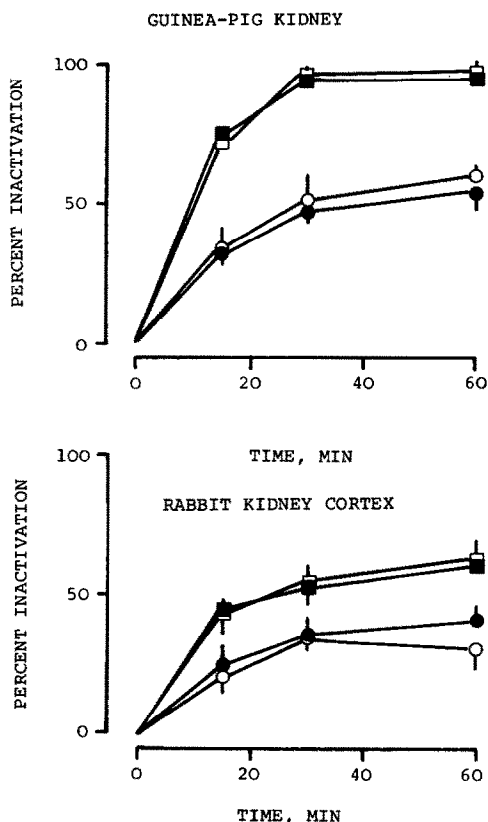 GUINEA-PIG KIDNEY
PERCENT INACTIVATION
100
50
0
0 20 40 60
TIME, MIN
RABBIT KIDNEY CORTEX
PERCENT INACTIVATION
100
50
0
0 20 40 60
TIME, MIN